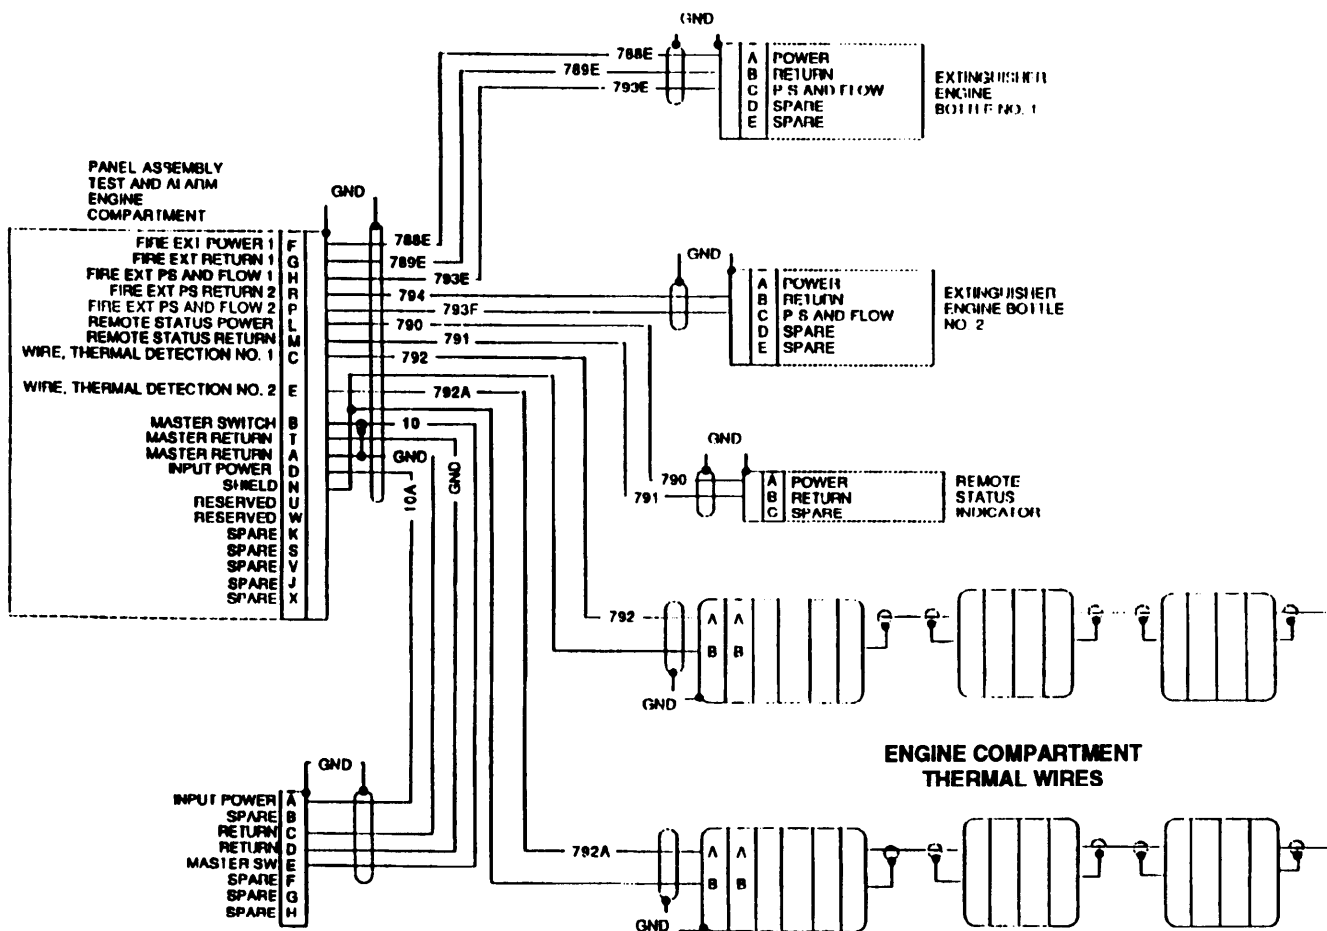 GND
788E
789E
793E
A POWER
B RETURN
C P S AND FLOW
D SPARE
E SPARE
EXTINGUISHER
ENGINE
BOTTLE NO. 1
PANEL ASSEMBLY
TEST AND ALARM
ENGINE
COMPARTMENT
GND
FIRE EXT POWER 1 F
FIRE EXT RETURN 1 G
FIRE EXT PS AND FLOW 1 H
FIRE EXT PS RETURN 2 R
FIRE EXT PS AND FLOW 2 P
REMOTE STATUS POWER L
REMOTE STATUS RETURN M
WIRE, THERMAL DETECTION NO. 1 C
WIRE, THERMAL DETECTION NO. 2 E
MASTER SWITCH B
MASTER RETURN T
MASTER RETURN A
INPUT POWER D
SHIELD N
RESERVED U
RESERVED W
SPARE K
SPARE S
SPARE V
SPARE J
SPARE X
788E
789E
793E
794
793F
790
791
792
792A
10
GND
GND
10A
GND
A POWER
B RETURN
C P S AND FLOW
D SPARE
E SPARE
EXTINGUISHER
ENGINE BOTTLE
NO. 2
GND
790
791
A POWER
B RETURN
C SPARE
REMOTE
STATUS
INDICATOR
792
A A
B B
GND
ENGINE COMPARTMENT
THERMAL WIRES
GND
INPUT POWER A
SPARE B
RETURN C
RETURN D
MASTER SW E
SPARE F
SPARE G
SPARE H
792A
A A
B B
GND